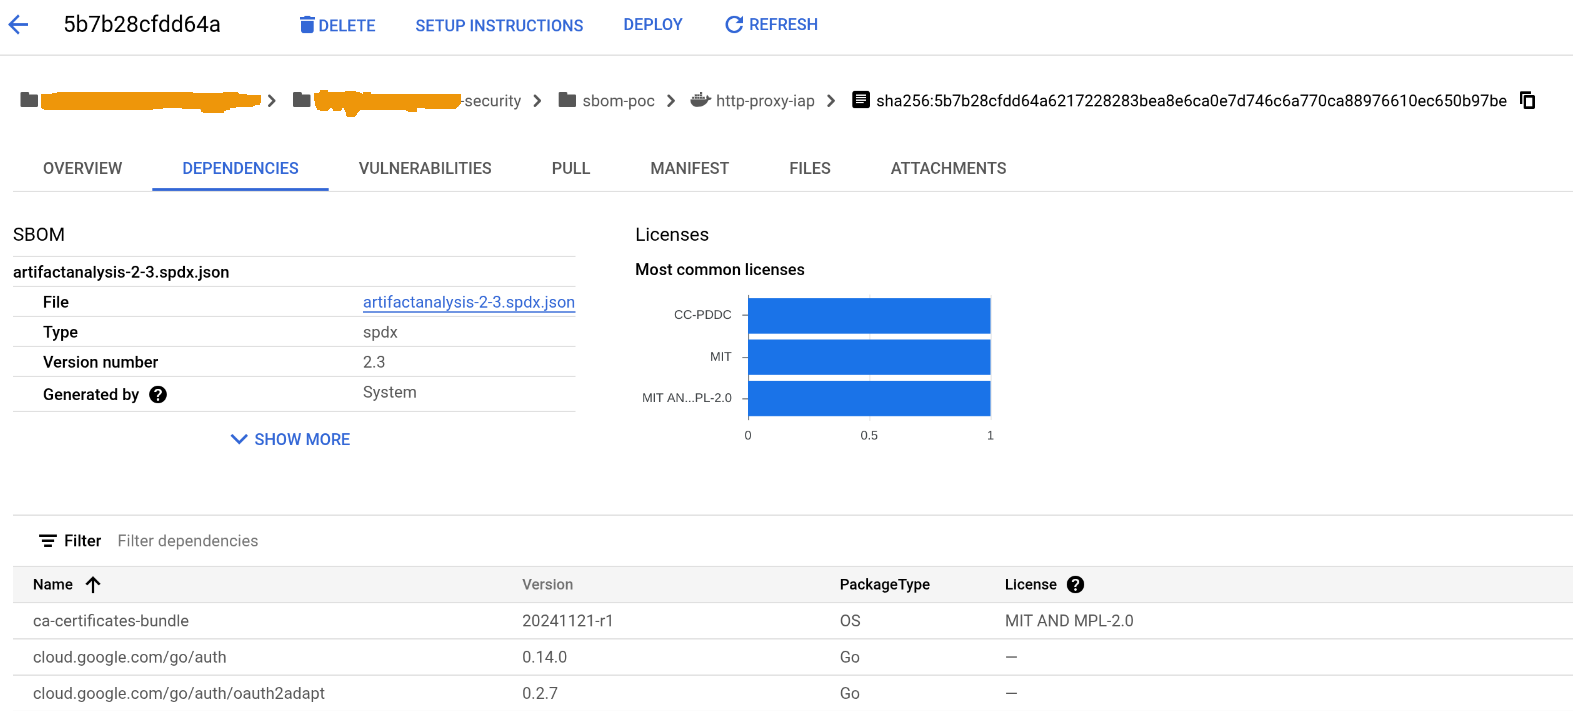 5b7b28cfdd64a DELETE SETUP INSTRUCTIONS DEPLOY REFRESH
-security sbom-poc http-proxy-iap sha256:5b7b28cfdd64a6217228283bea8e6ca0e7d746c6a770ca88976610ec650b97be
OVERVIEW DEPENDENCIES VULNERABILITIES PULL MANIFEST FILES ATTACHMENTS
SBOM
artifactanalysis-2-3.spdx.json
File artifactanalysis-2-3.spdx.json
Type spdx
Version number 2.3
Generated by ? System
SHOW MORE
Licenses
Most common licenses
CC-PDDC
MIT
MIT AN...PL-2.0
0 0.5 1
Filter Filter dependencies
Name Version PackageType License ?
ca-certificates-bundle 20241121-r1 OS MIT AND MPL-2.0
cloud.google.com/go/auth 0.14.0 Go —
cloud.google.com/go/auth/oauth2adapt 0.2.7 Go —